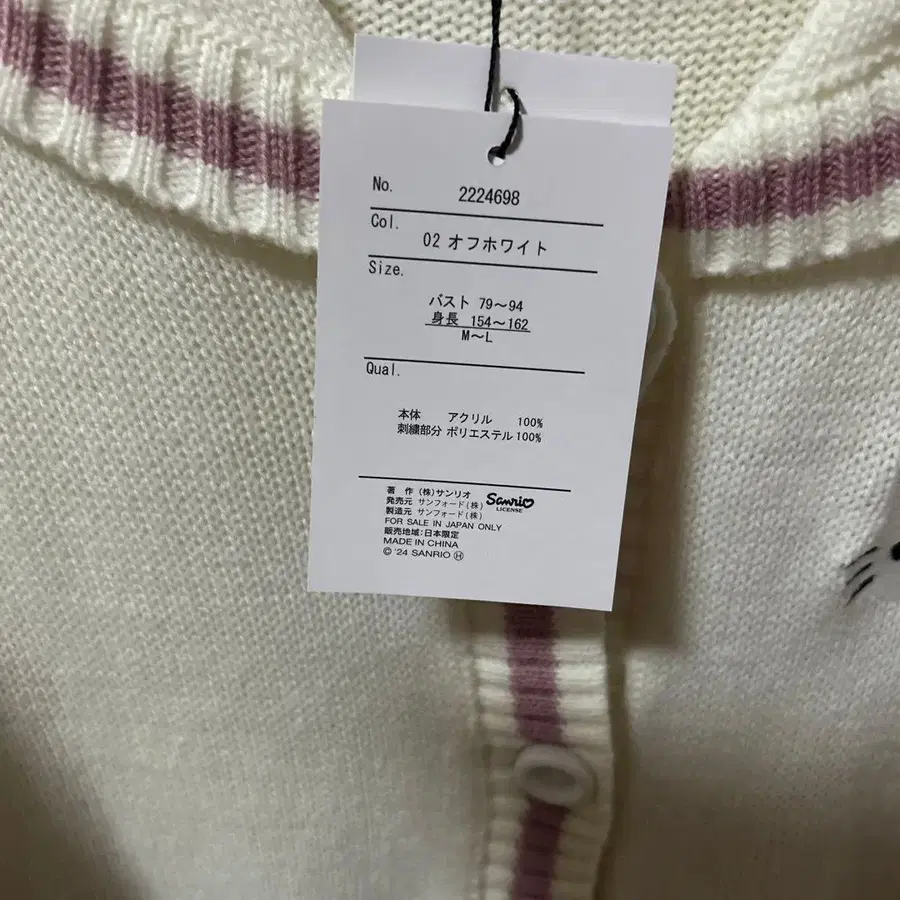 No. 2224698
Col. 02 オフホワイト
Size.
バスト 79～94
身長 154～162
M～L
Qual.
本体 アクリル 100%
刺繍部分 ポリエステル 100%
著 作 (株)サンリオ
発売元 サンフォード(株)
製造元 サンフォード(株)
Sanrio
LICENSE
FOR SALE IN JAPAN ONLY
販売地域:日本限定
MADE IN CHINA
© '24 SANRIO Ⓗ